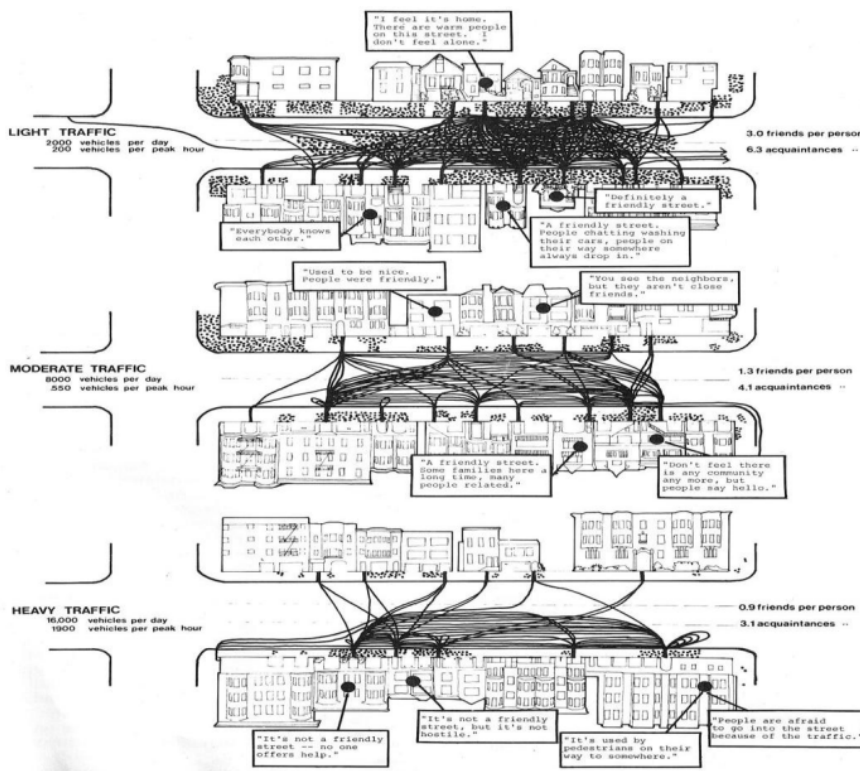 "I feel it's home.
There are warm people
on this street. I
don't feel alone."
LIGHT TRAFFIC
2000 vehicles per day
200 vehicles per peak hour
3.0 friends per person
6.3 acquaintances "
"Definitely a
friendly street."
"Everybody knows
each other."
"A friendly street.
People chatting washing
their cars, people on
their way somewhere
always drop in."
"Used to be nice.
People were friendly."
"You see the neighbors,
but they aren't close
friends."
MODERATE TRAFFIC
8000 vehicles per day
550 vehicles per peak hour
1.3 friends per person
4.1 acquaintances "
"A friendly street.
Some families here a
long time, many
people related."
"Don't feel there
is any community
any more, but
people say hello."
HEAVY TRAFFIC
16,000 vehicles per day
1900 vehicles per peak hour
0.9 friends per person
3.1 acquaintances "
"It's not a friendly
street -- no one
offers help."
"It's not a friendly
street, but it's not
hostile."
"It's used by
pedestrians on their
way to somewhere."
"People are afraid
to go into the street
because of the traffic."